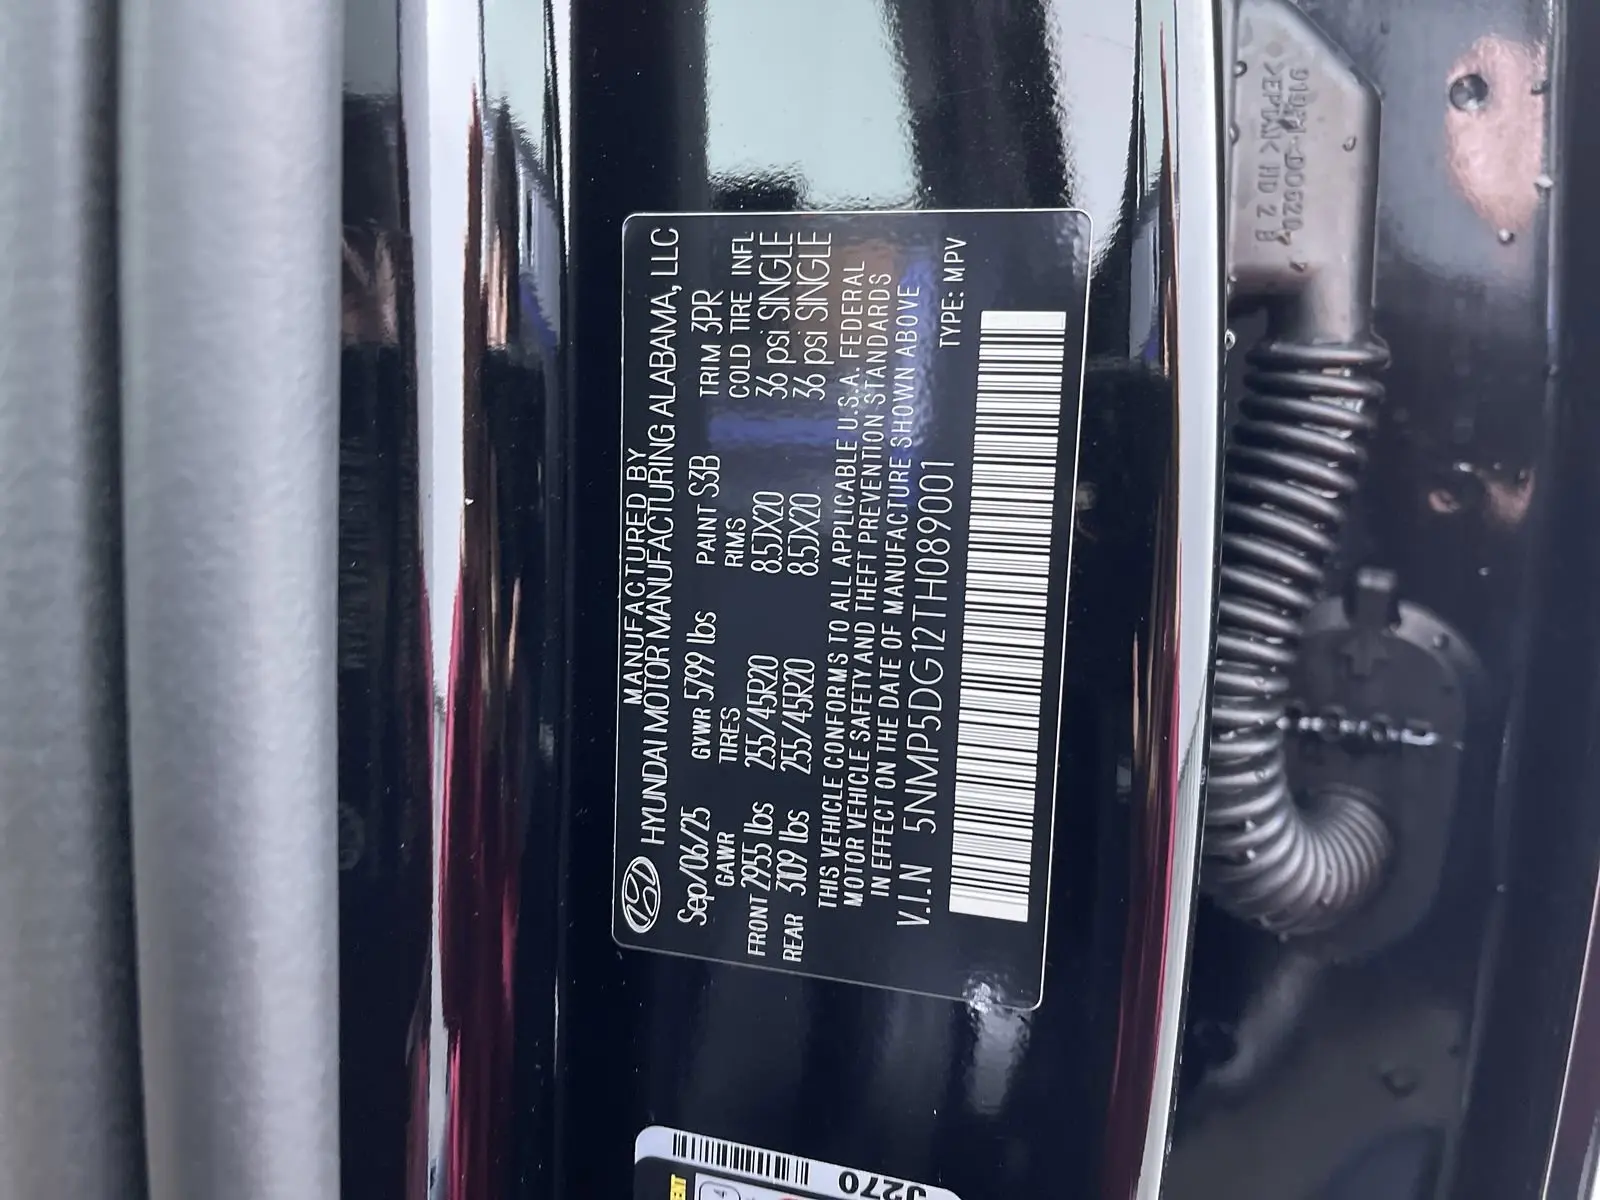 MANUFACTURED BY
HYUNDAI MOTOR MANUFACTURING ALABAMA, LLC
Sep/06/25 GVWR 5799 lbs PAINT S3B TRIM 3PR
GAWR TIRES RIMS COLD TIRE INFL
FRONT 2955 lbs 255/45R20 8.5JX20 36 psi SINGLE
REAR 3109 lbs 255/45R20 8.5JX20 36 psi SINGLE
THIS VEHICLE CONFORMS TO ALL APPLICABLE U.S.A. FEDERAL
MOTOR VEHICLE SAFETY AND THEFT PREVENTION STANDARDS
IN EFFECT ON THE DATE OF MANUFACTURE SHOWN ABOVE
V.I.N 5NMP5DG12TH089001 TYPE: MPV
J270